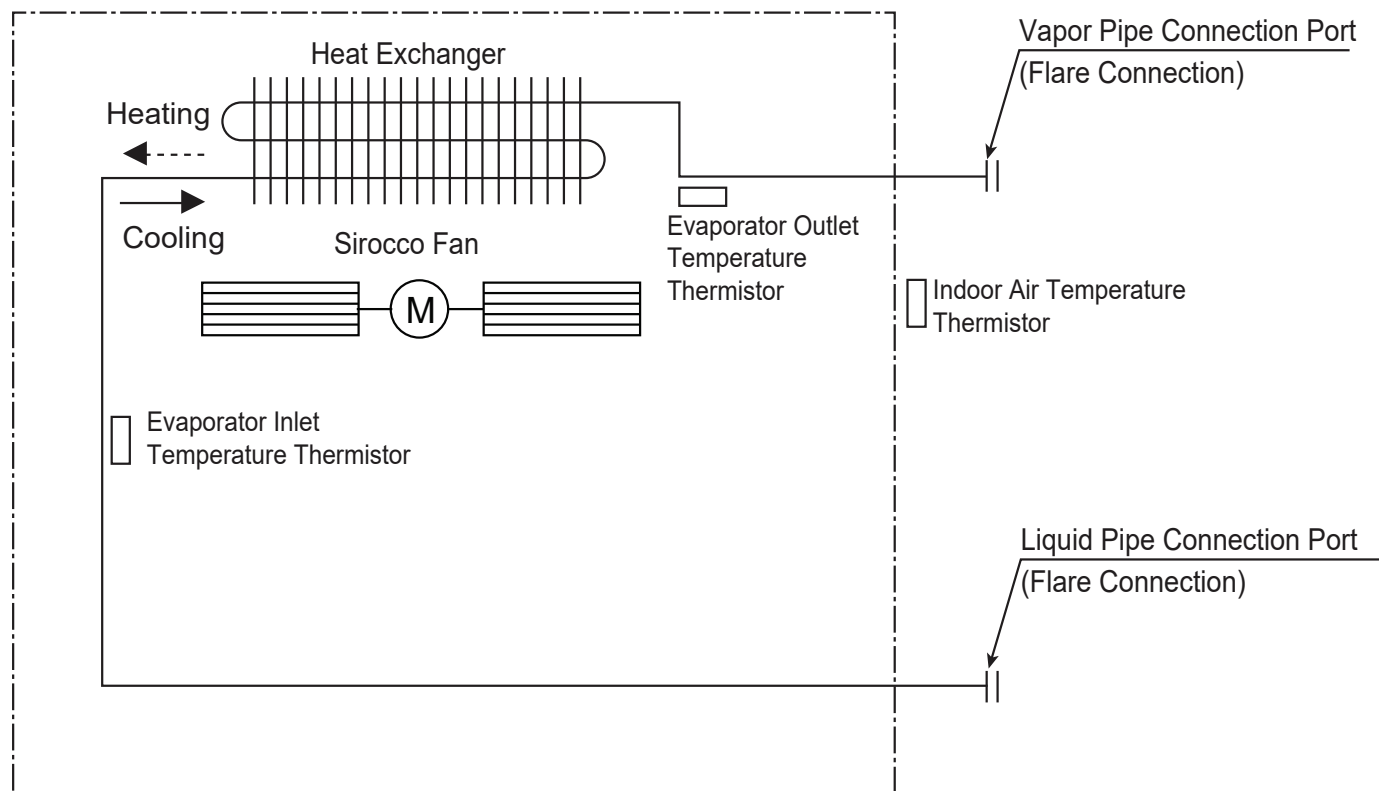 Vapor Pipe Connection Port
(Flare Connection)
Heat Exchanger
Heating
Cooling
Sirocco Fan
M
Evaporator Outlet
Temperature
Thermistor
Indoor Air Temperature
Thermistor
Evaporator Inlet
Temperature Thermistor
Liquid Pipe Connection Port
(Flare Connection)